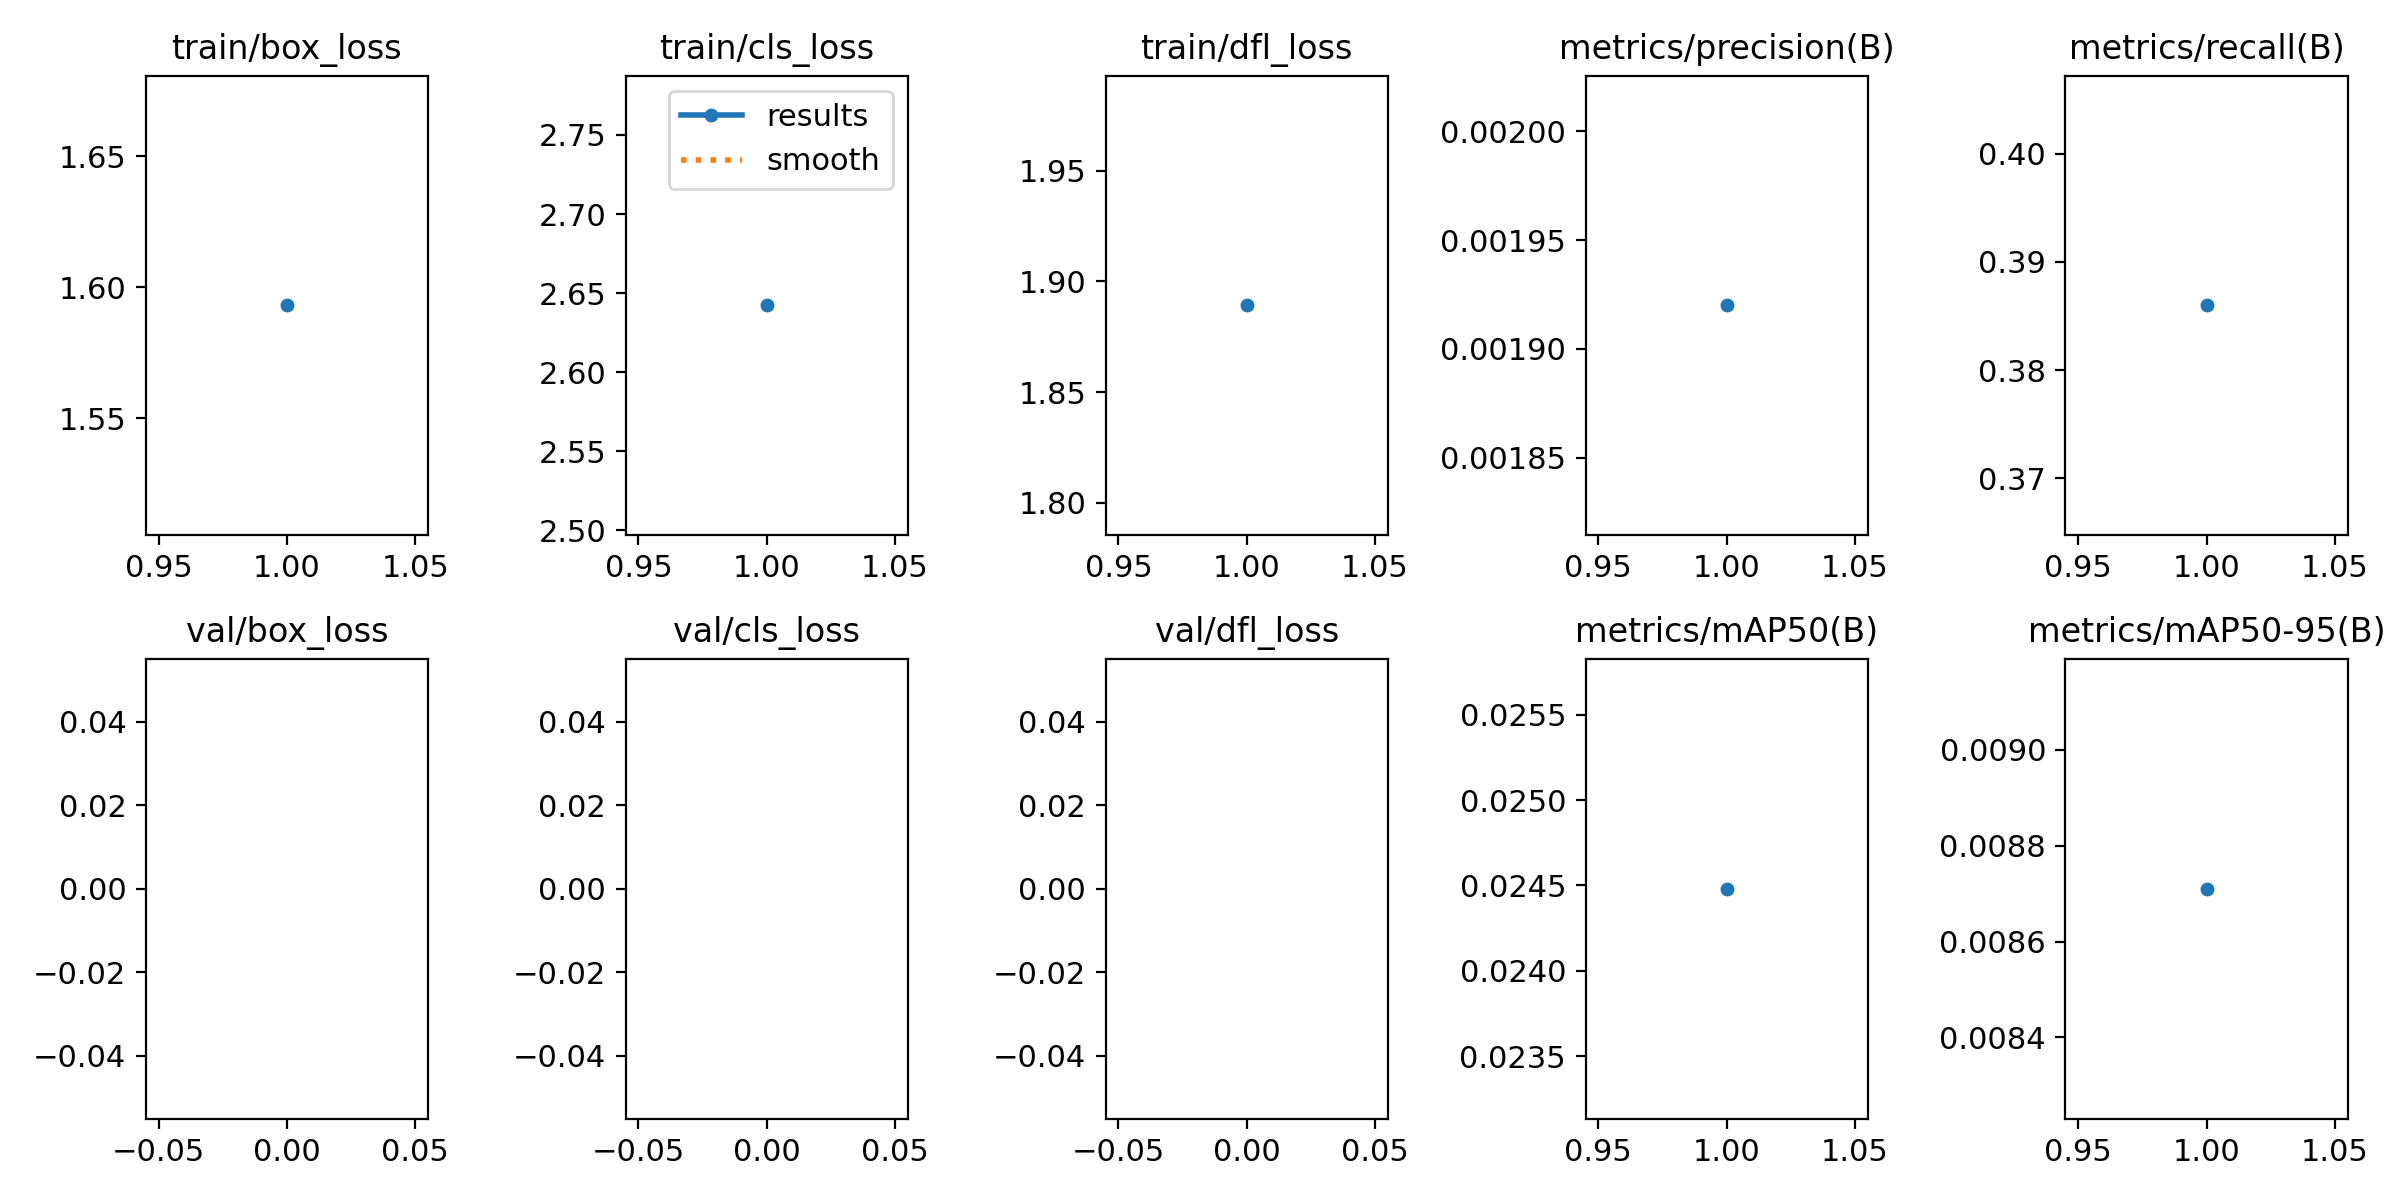 train/box_loss
1.65
1.60
1.55
0.95 1.00 1.05
train/cls_loss
results
smooth
2.75
2.70
2.65
2.60
2.55
2.50
0.95 1.00 1.05
train/dfl_loss
1.95
1.90
1.85
1.80
0.95 1.00 1.05
metrics/precision(B)
0.00200
0.00195
0.00190
0.00185
0.95 1.00 1.05
metrics/recall(B)
0.40
0.39
0.38
0.37
0.95 1.00 1.05
val/box_loss
0.04
0.02
0.00
−0.02
−0.04
−0.05 0.00 0.05
val/cls_loss
0.04
0.02
0.00
−0.02
−0.04
−0.05 0.00 0.05
val/dfl_loss
0.04
0.02
0.00
−0.02
−0.04
−0.05 0.00 0.05
metrics/mAP50(B)
0.0255
0.0250
0.0245
0.0240
0.0235
0.95 1.00 1.05
metrics/mAP50-95(B)
0.0090
0.0088
0.0086
0.0084
0.95 1.00 1.05